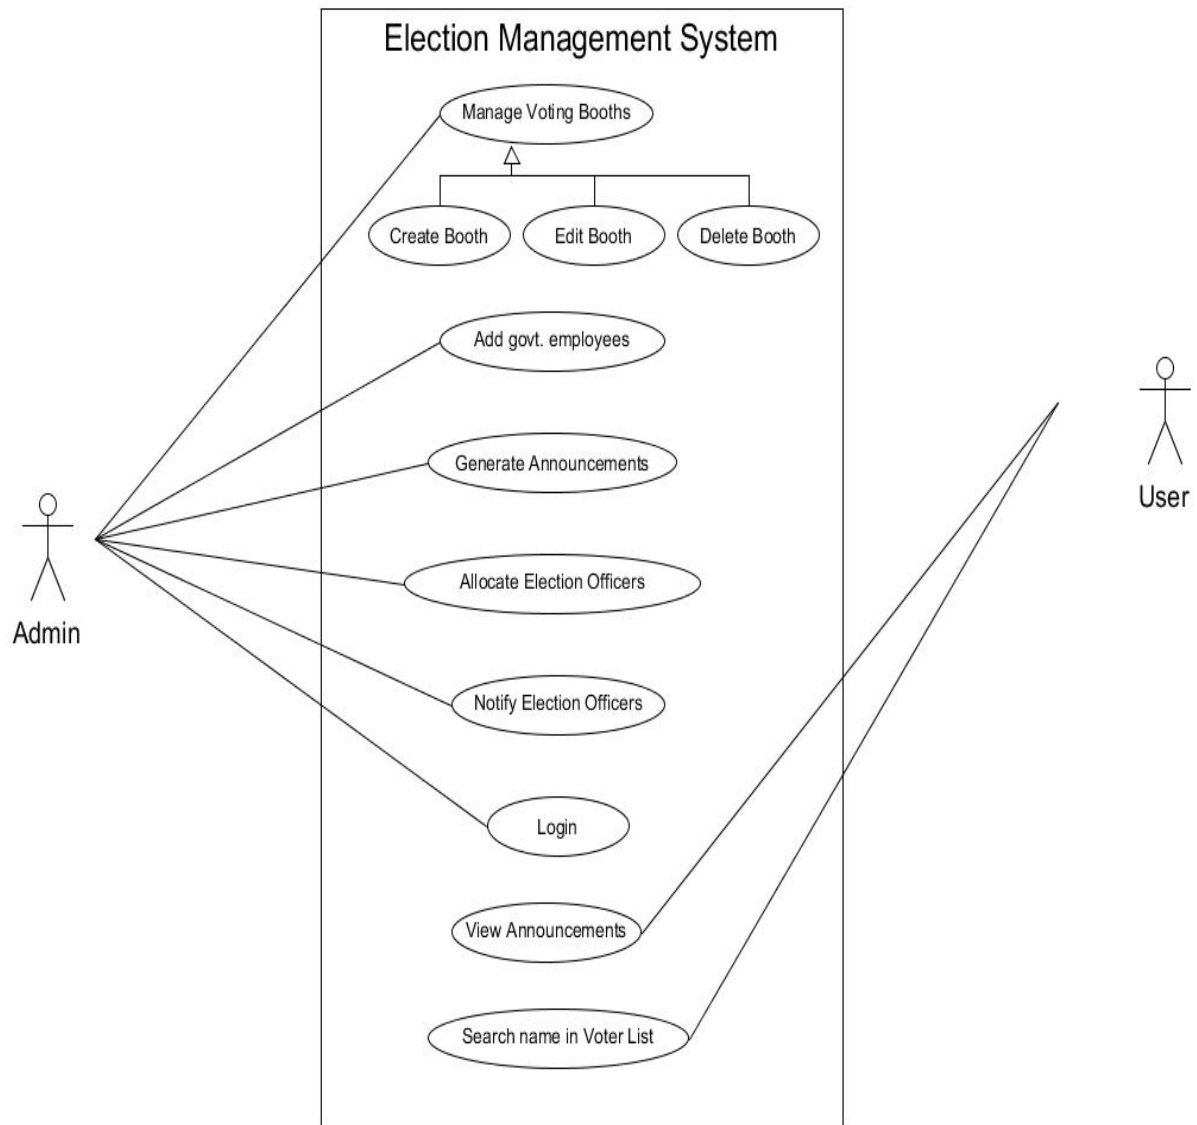 Election Management System
Manage Voting Booths
Create Booth
Edit Booth
Delete Booth
Add govt. employees
Generate Announcements
User
Allocate Election Officers
Admin
Notify Election Officers
Login
View Announcements
Search name in Voter List